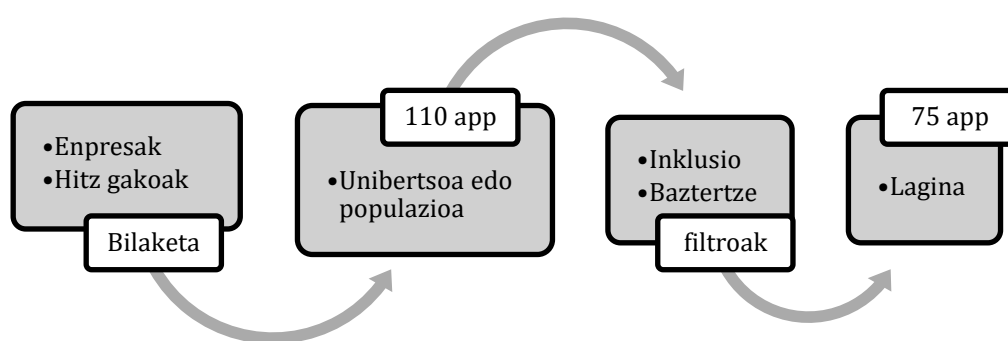 •Enpresak
•Hitz gakoak
Bilaketa
110 app
•Unibertsoa edo
populazioa
•Inklusio
•Baztertze
filtroak
75 app
•Lagina